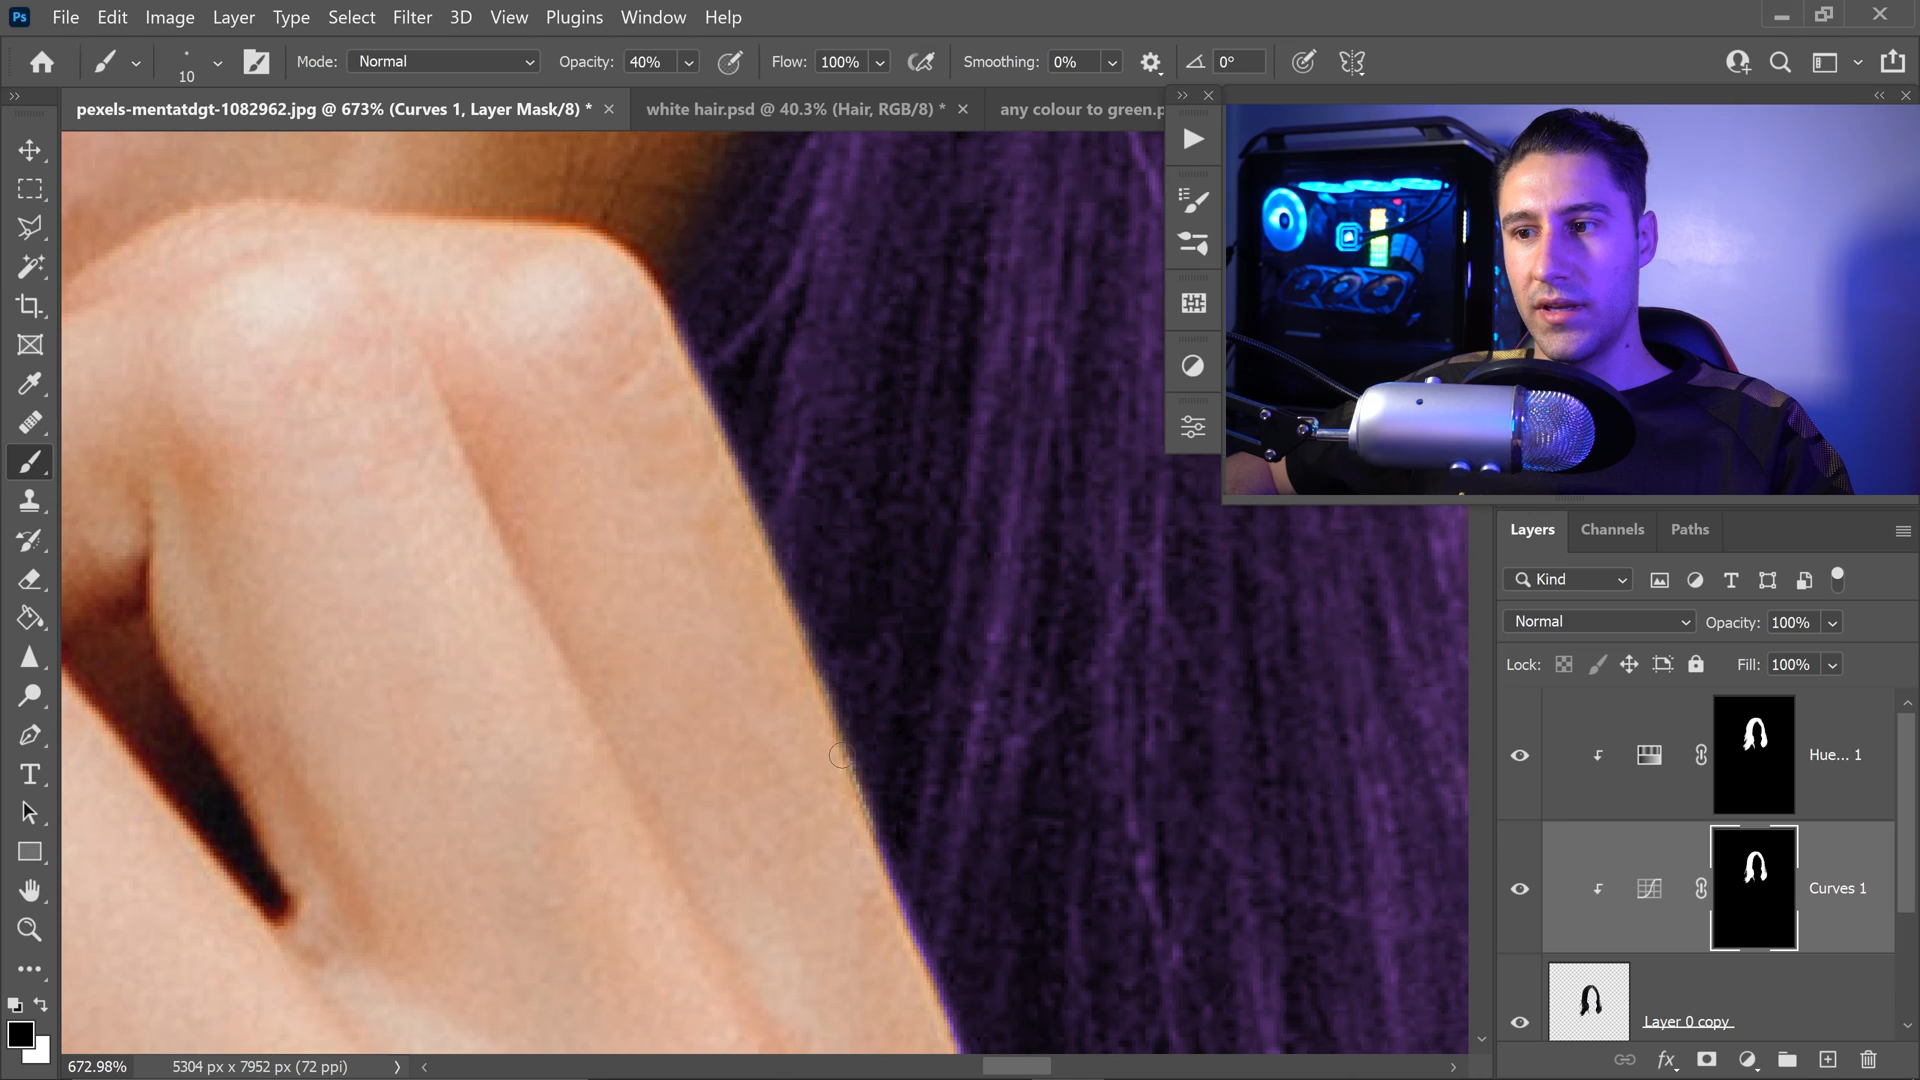 Ps File Edit Image Layer Type Select Filter 3D View Plugins Window Help
10 Mode: Normal Opacity: 40% Flow: 100% Smoothing: 0% 0°
pexels-mentatdgt-1082962.jpg @ 673% (Curves 1, Layer Mask/8) * white hair.psd @ 40.3% (Hair, RGB/8) * any colour to green.p
Layers Channels Paths
Kind
Normal Opacity: 100%
Lock: Fill: 100%
Hue... 1
Curves 1
Layer 0 copy
672.98% 5304 px x 7952 px (72 ppi)